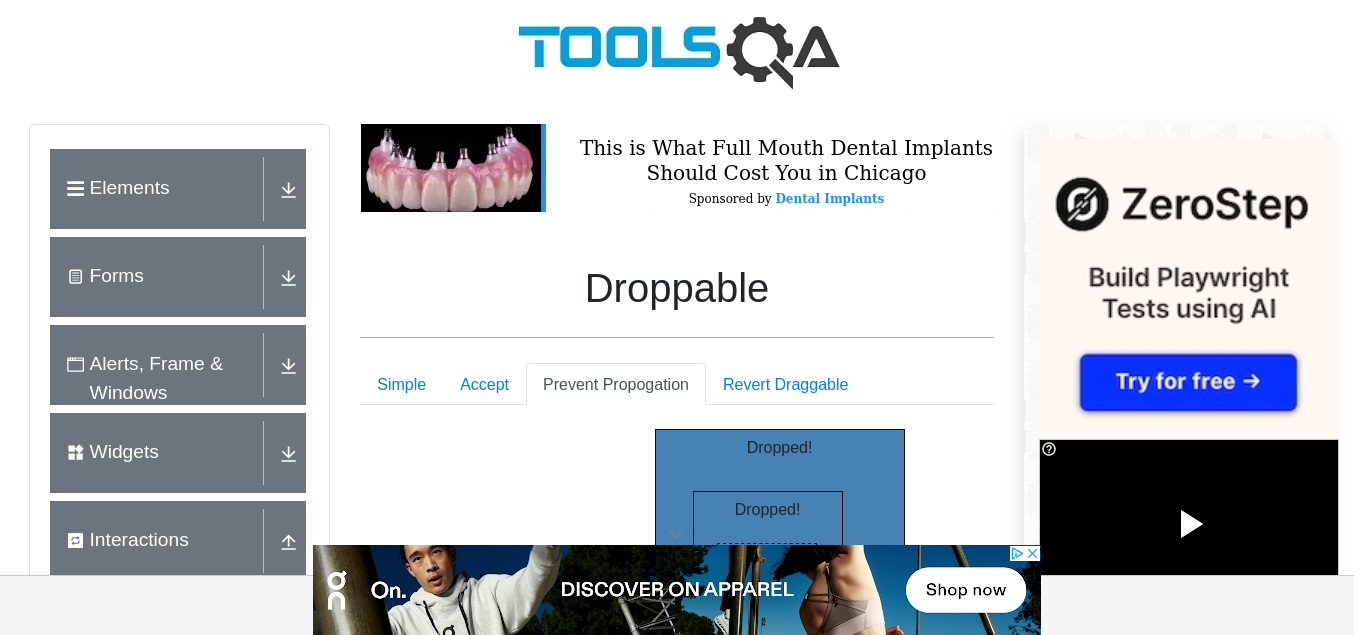 TOOLSQA
Elements
Forms
Alerts, Frame &
Windows
Widgets
Interactions
This is What Full Mouth Dental Implants
Should Cost You in Chicago
Sponsored by Dental Implants
Droppable
Simple
Accept
Prevent Propogation
Revert Draggable
Dropped!
Dropped!
ZeroStep
Build Playwright
Tests using AI
Try for free →
On.
DISCOVER ON APPAREL
Shop now